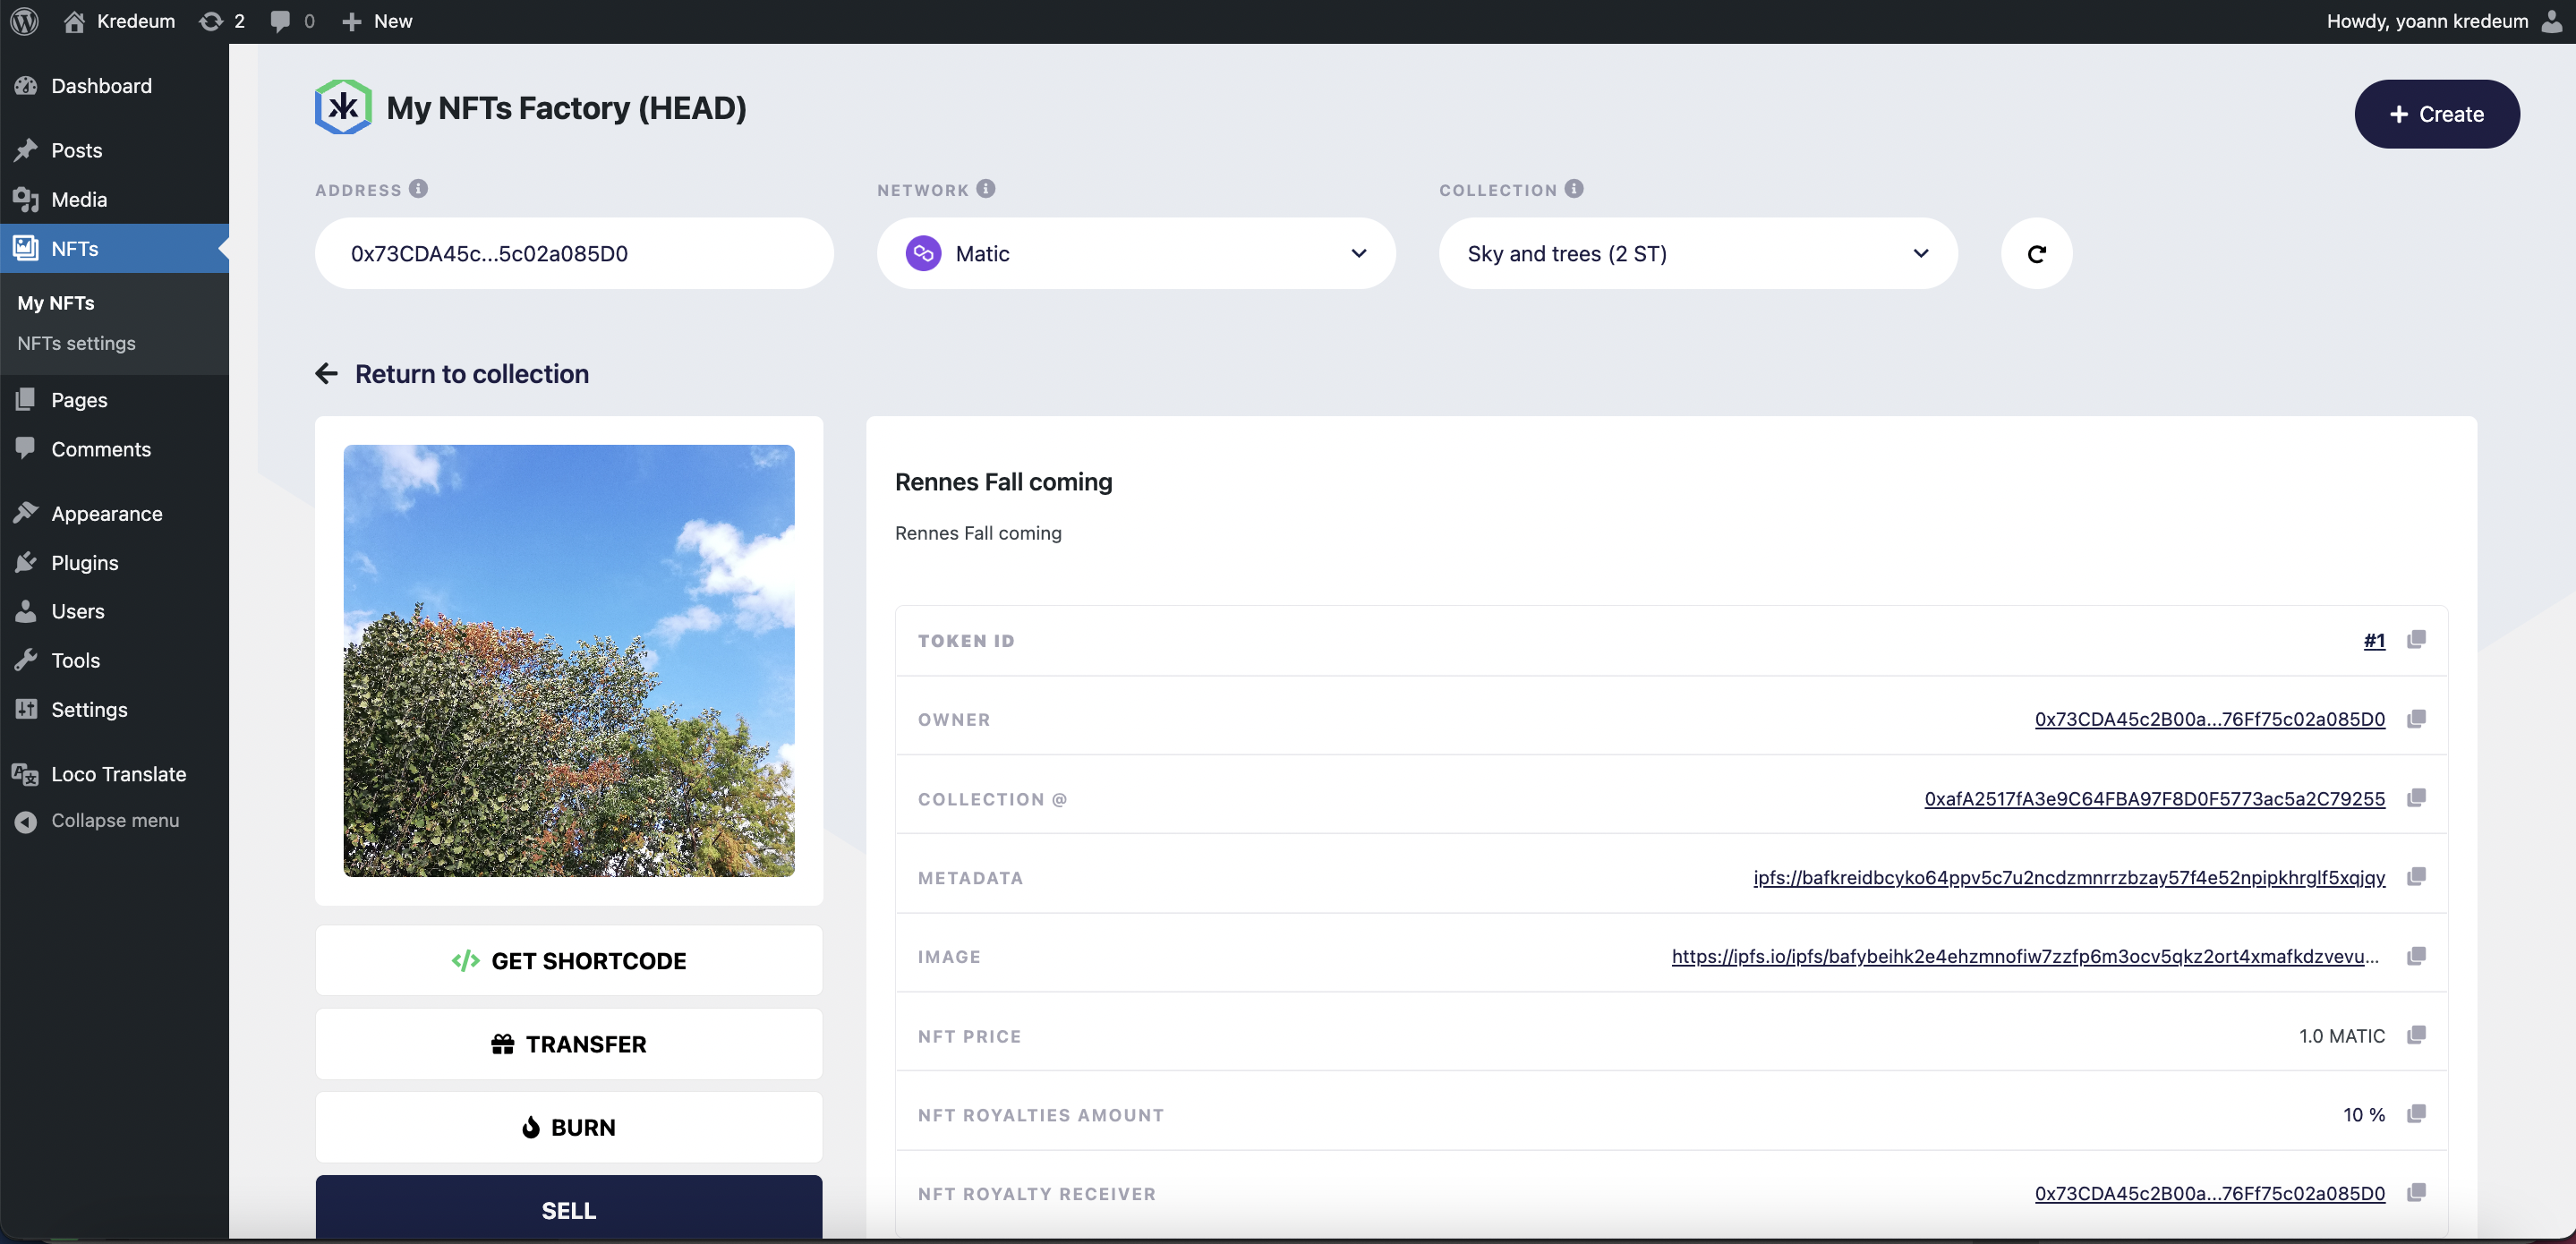 Kredeum 2 0 New Howdy, yoann kredeum
Dashboard
Posts
Media
NFTs
My NFTs
NFTs settings
Pages
Comments
Appearance
Plugins
Users
Tools
Settings
Loco Translate
Collapse menu
My NFTs Factory (HEAD)
Create
ADDRESS
0x73CDA45c...5c02a085D0
NETWORK
Matic
COLLECTION
Sky and trees (2 ST)
Return to collection
GET SHORTCODE
TRANSFER
BURN
SELL
Rennes Fall coming
Rennes Fall coming
TOKEN ID #1
OWNER 0x73CDA45c2B00a...76Ff75c02a085D0
COLLECTION @ 0xafA2517fA3e9C64FBA97F8D0F5773ac5a2C79255
METADATA ipfs://bafkreidbcyko64ppv5c7u2ncdzmnrrzbzay57f4e52npipkhrglf5xqjqy
IMAGE https://ipfs.io/ipfs/bafybeihk2e4ehzmnofiw7zzfp6m3ocv5qkz2ort4xmafkdzvevu...
NFT PRICE 1.0 MATIC
NFT ROYALTIES AMOUNT 10 %
NFT ROYALTY RECEIVER 0x73CDA45c2B00a...76Ff75c02a085D0